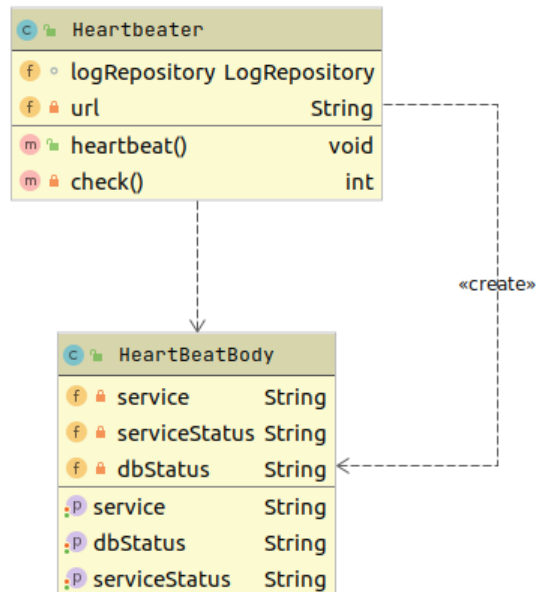 Heartbeater
logRepository LogRepository
url String
heartbeat() void
check() int
«create»
HeartBeatBody
service String
serviceStatus String
dbStatus String
service String
dbStatus String
serviceStatus String